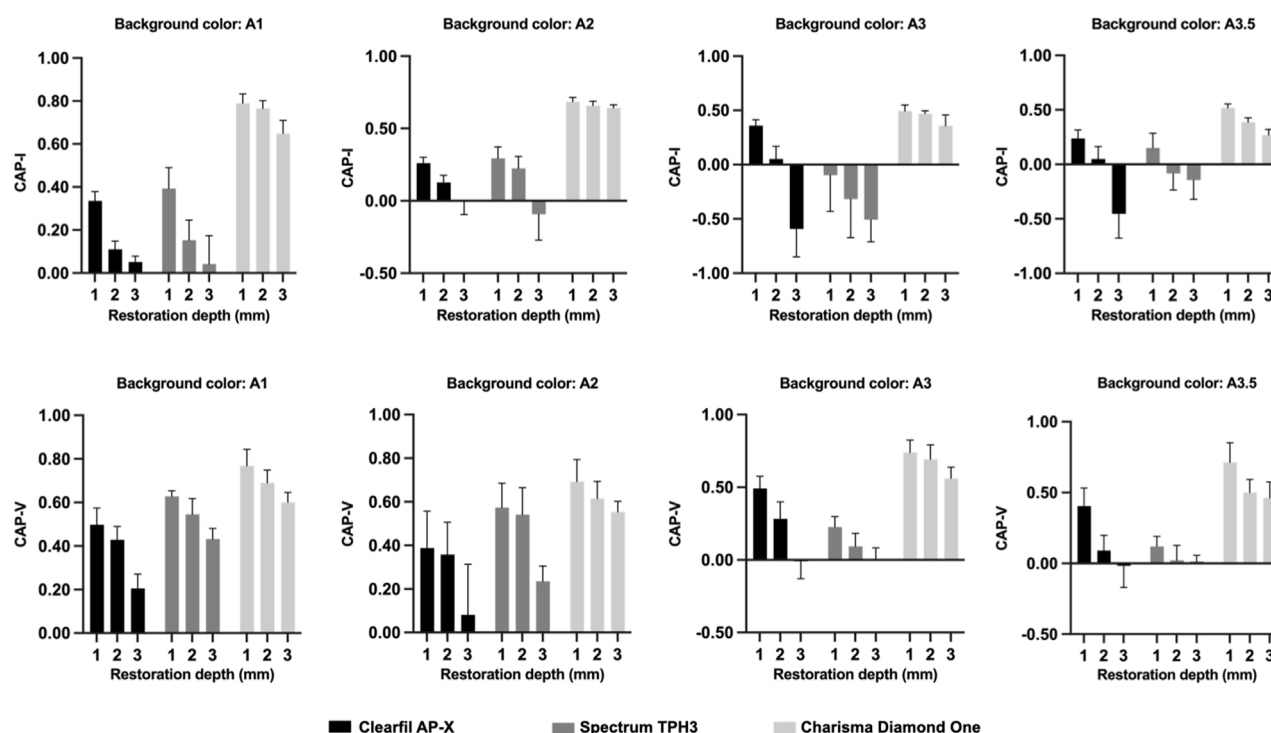 Background color: A1
Background color: A2
Background color: A3
Background color: A3.5
CAP-I
1.00
0.80
0.60
0.40
0.20
0.00
1 2 3 1 2 3 1 2 3
Restoration depth (mm)
CAP-I
1.00
0.50
0.00
-0.50
1 2 3 1 2 3 1 2 3
Restoration depth (mm)
CAP-I
1.00
0.50
0.00
-0.50
-1.00
1 2 3 1 2 3 1 2 3
Restoration depth (mm)
CAP-I
1.00
0.50
0.00
-0.50
-1.00
1 2 3 1 2 3 1 2 3
Restoration depth (mm)
Background color: A1
Background color: A2
Background color: A3
Background color: A3.5
CAP-V
1.00
0.80
0.60
0.40
0.20
0.00
1 2 3 1 2 3 1 2 3
Restoration depth (mm)
CAP-V
1.00
0.80
0.60
0.40
0.20
0.00
1 2 3 1 2 3 1 2 3
Restoration depth (mm)
CAP-V
1.00
0.50
0.00
-0.50
1 2 3 1 2 3 1 2 3
Restoration depth (mm)
CAP-V
1.00
0.50
0.00
-0.50
1 2 3 1 2 3 1 2 3
Restoration depth (mm)
Clearfil AP-X
Spectrum TPH3
Charisma Diamond One